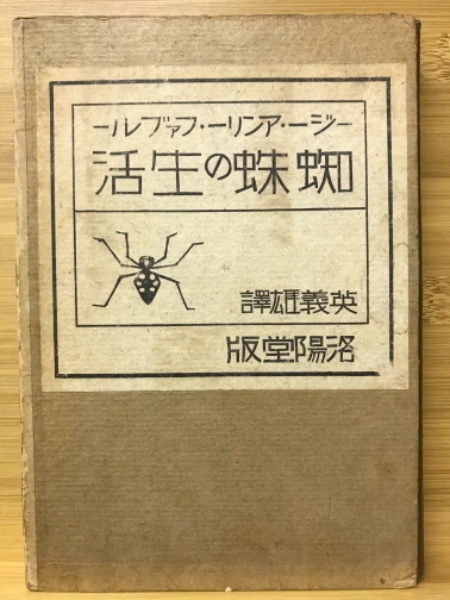 ―ジー・アンリー・ファブル―
蜘蛛の生活
英義雄譯
洛陽堂版